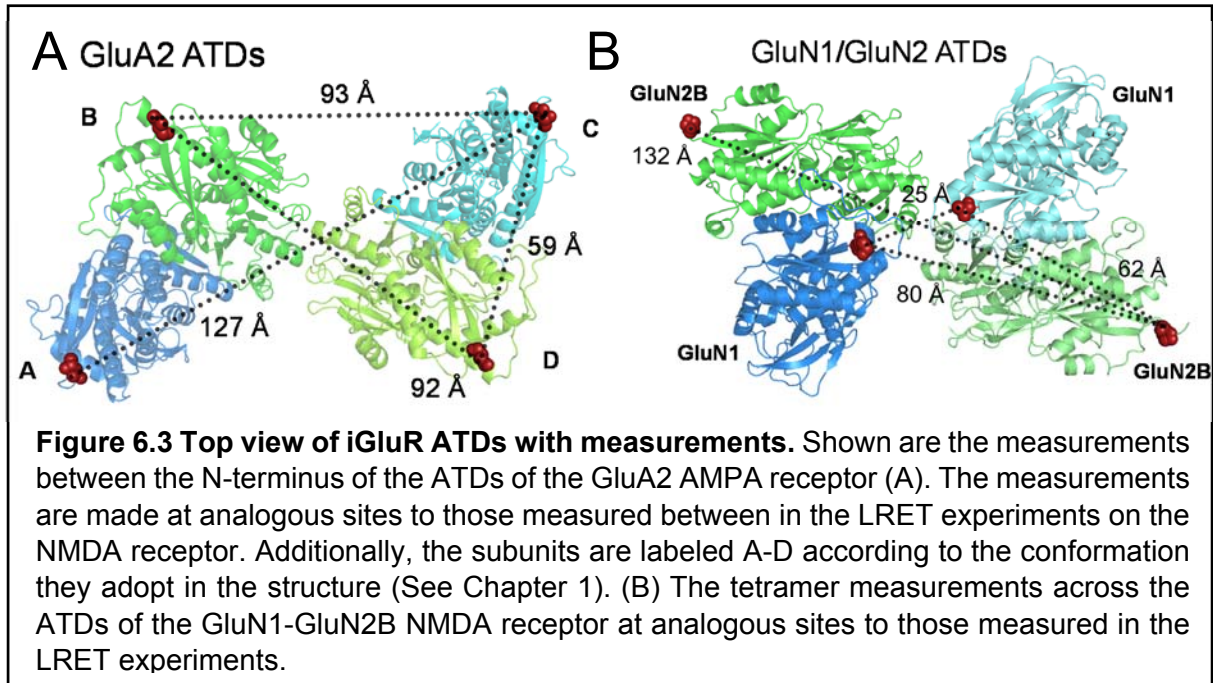 A GluA2 ATDs
B
93 Å
C
59 Å
127 Å
A
92 Å
D
B
GluN1/GluN2 ATDs
GluN2B
GluN1
132 Å
25 Å
62 Å
80 Å
GluN1
GluN2B
Figure 6.3 Top view of iGluR ATDs with measurements. Shown are the measurements
between the N-terminus of the ATDs of the GluA2 AMPA receptor (A). The measurements
are made at analogous sites to those measured between in the LRET experiments on the
NMDA receptor. Additionally, the subunits are labeled A-D according to the conformation
they adopt in the structure (See Chapter 1). (B) The tetramer measurements across the
ATDs of the GluN1-GluN2B NMDA receptor at analogous sites to those measured in the
LRET experiments.